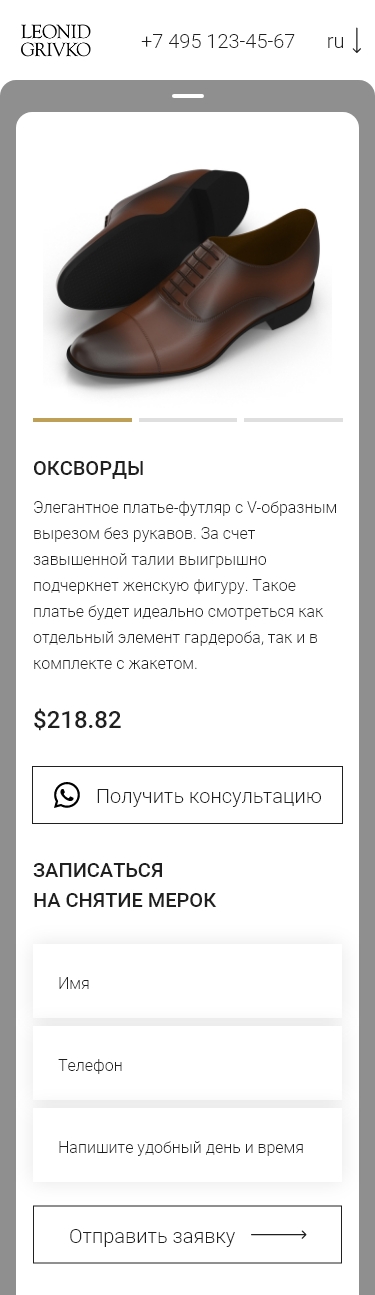 LEONID
GRIVKO
+7 495 123-45-67
ru
ОКСВОРДЫ
Элегантное платье-футляр с V-образным
вырезом без рукавов. За счет
завышенной талии выигрышно
подчеркнет женскую фигуру. Такое
платье будет идеально смотреться как
отдельный элемент гардероба, так и в
комплекте с жакетом.
$218.82
Получить консультацию
ЗАПИСАТЬСЯ
НА СНЯТИЕ МЕРОК
Имя
Телефон
Напишите удобный день и время
Отправить заявку